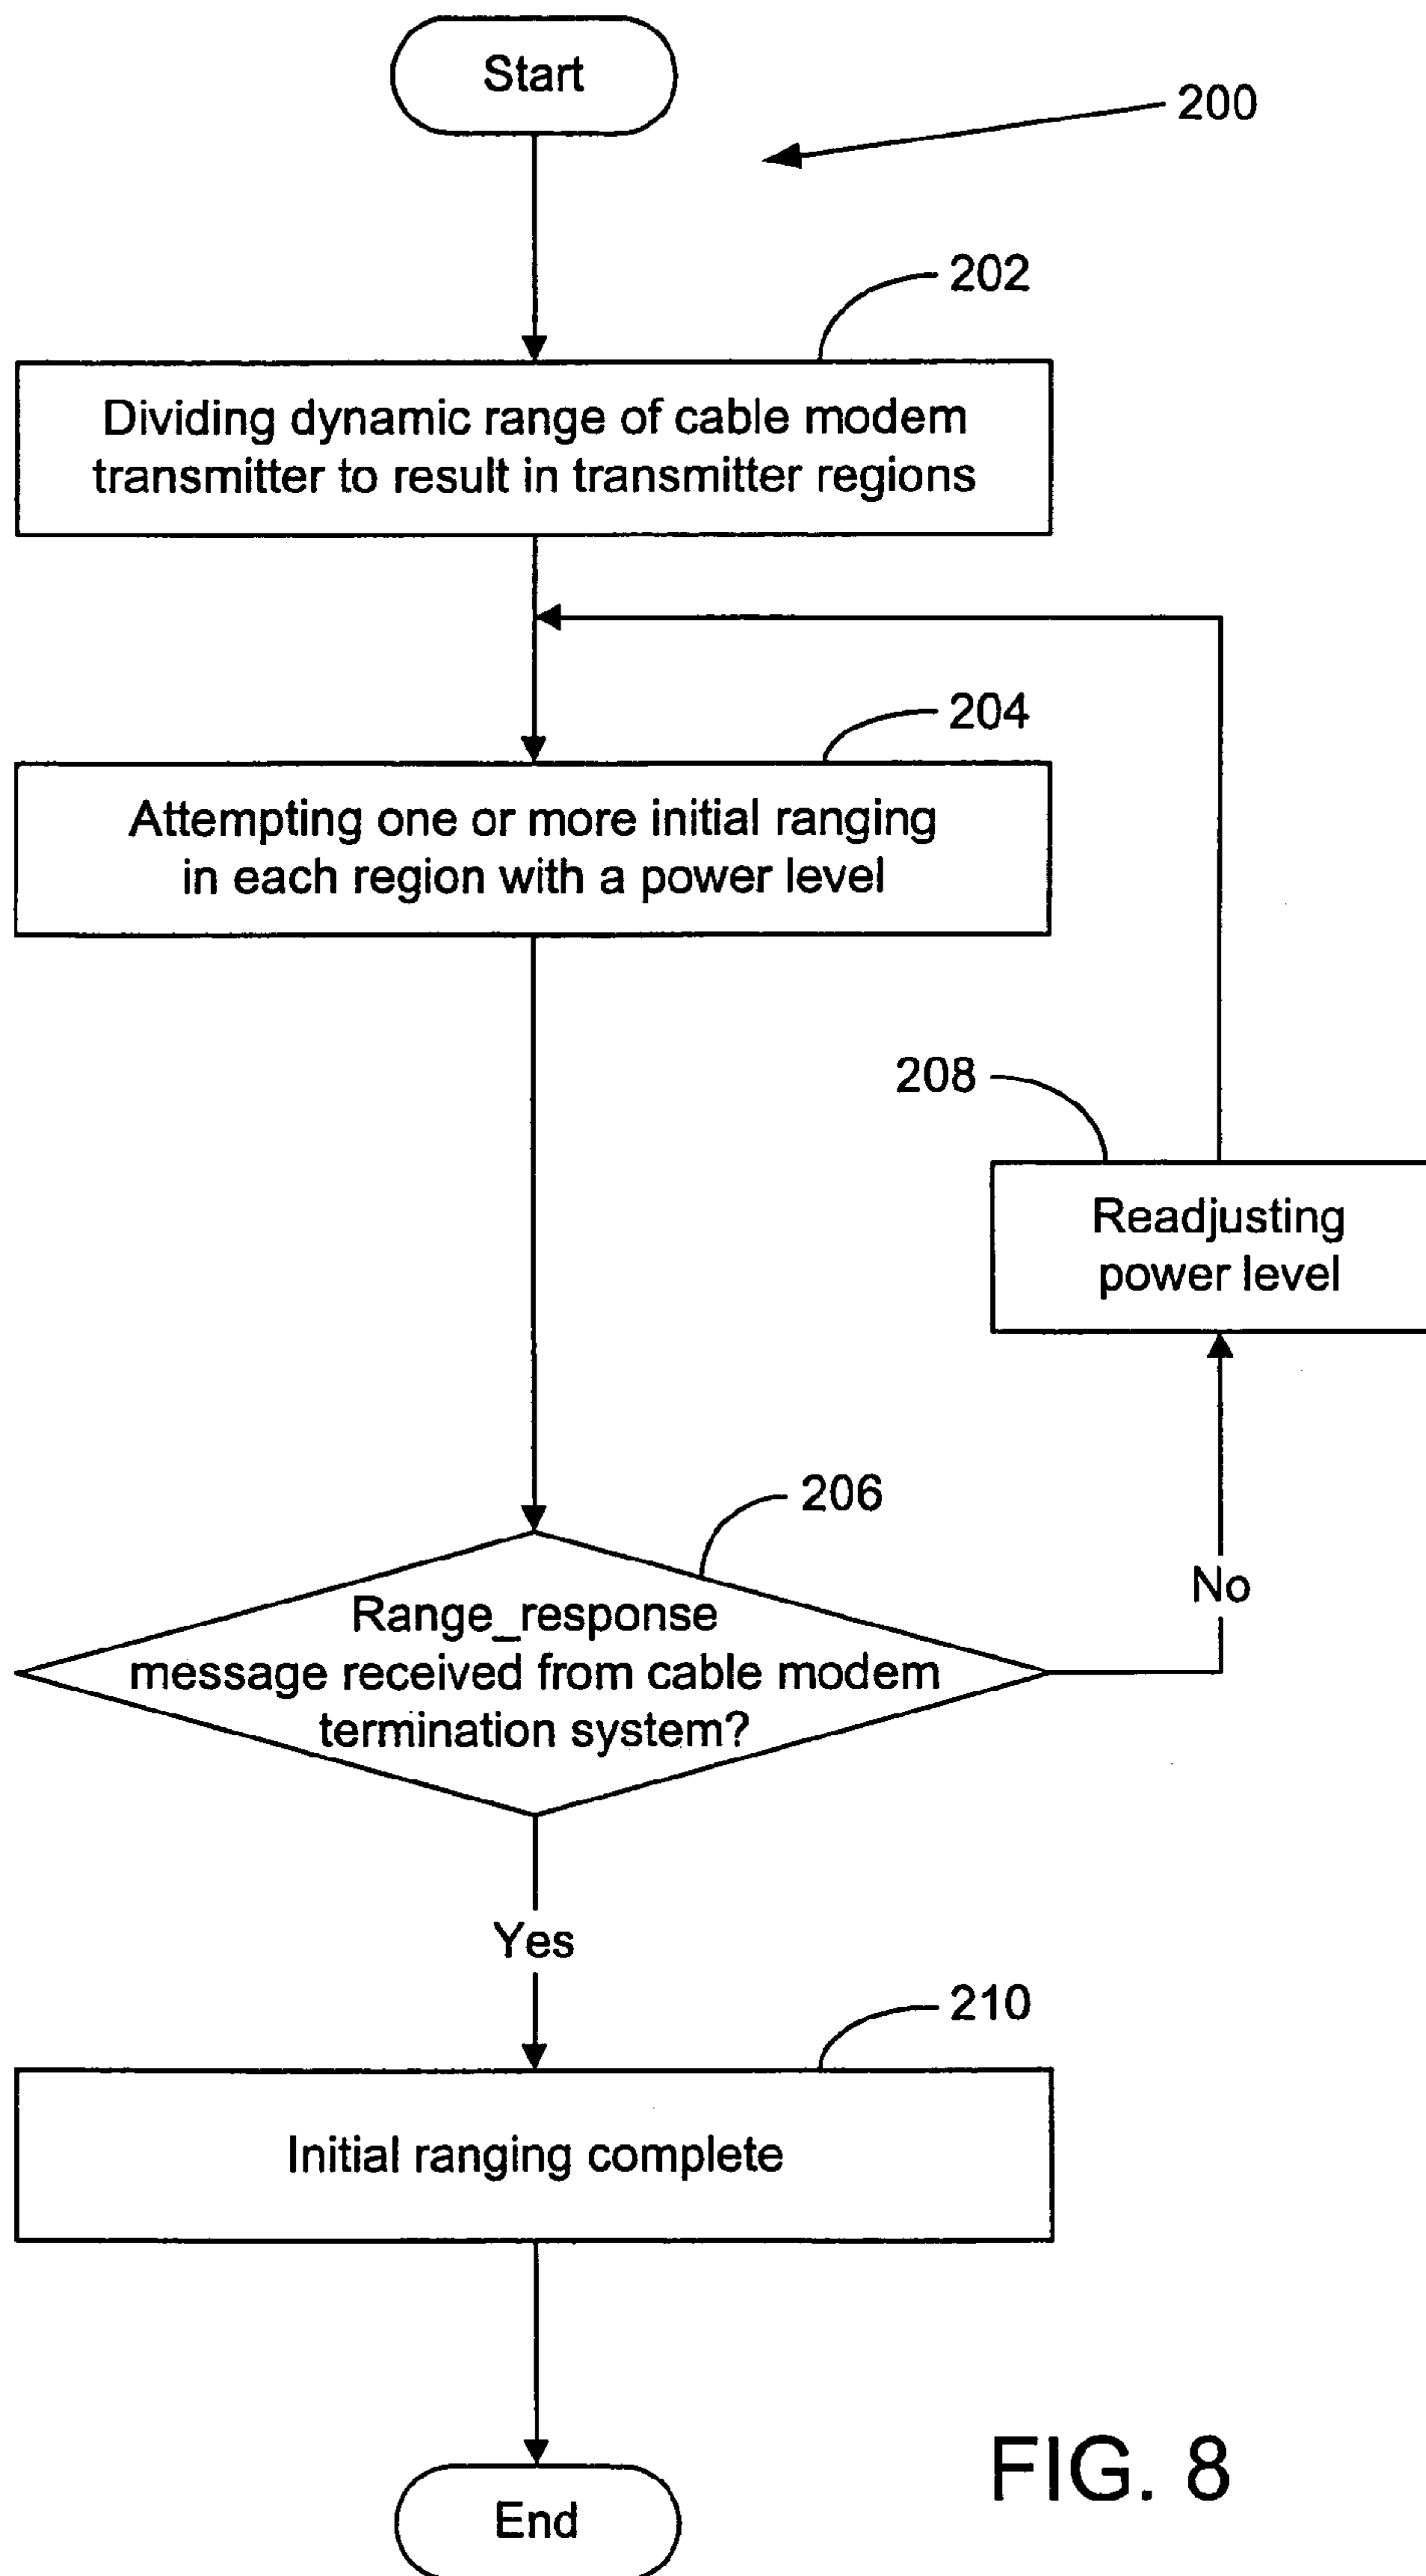 Start
200
202
Dividing dynamic range of cable modem
transmitter to result in transmitter regions
204
Attempting one or more initial ranging
in each region with a power level
208
Readjusting
power level
206
No
Range_response
message received from cable modem
termination system?
Yes
210
Initial ranging complete
End
FIG. 8